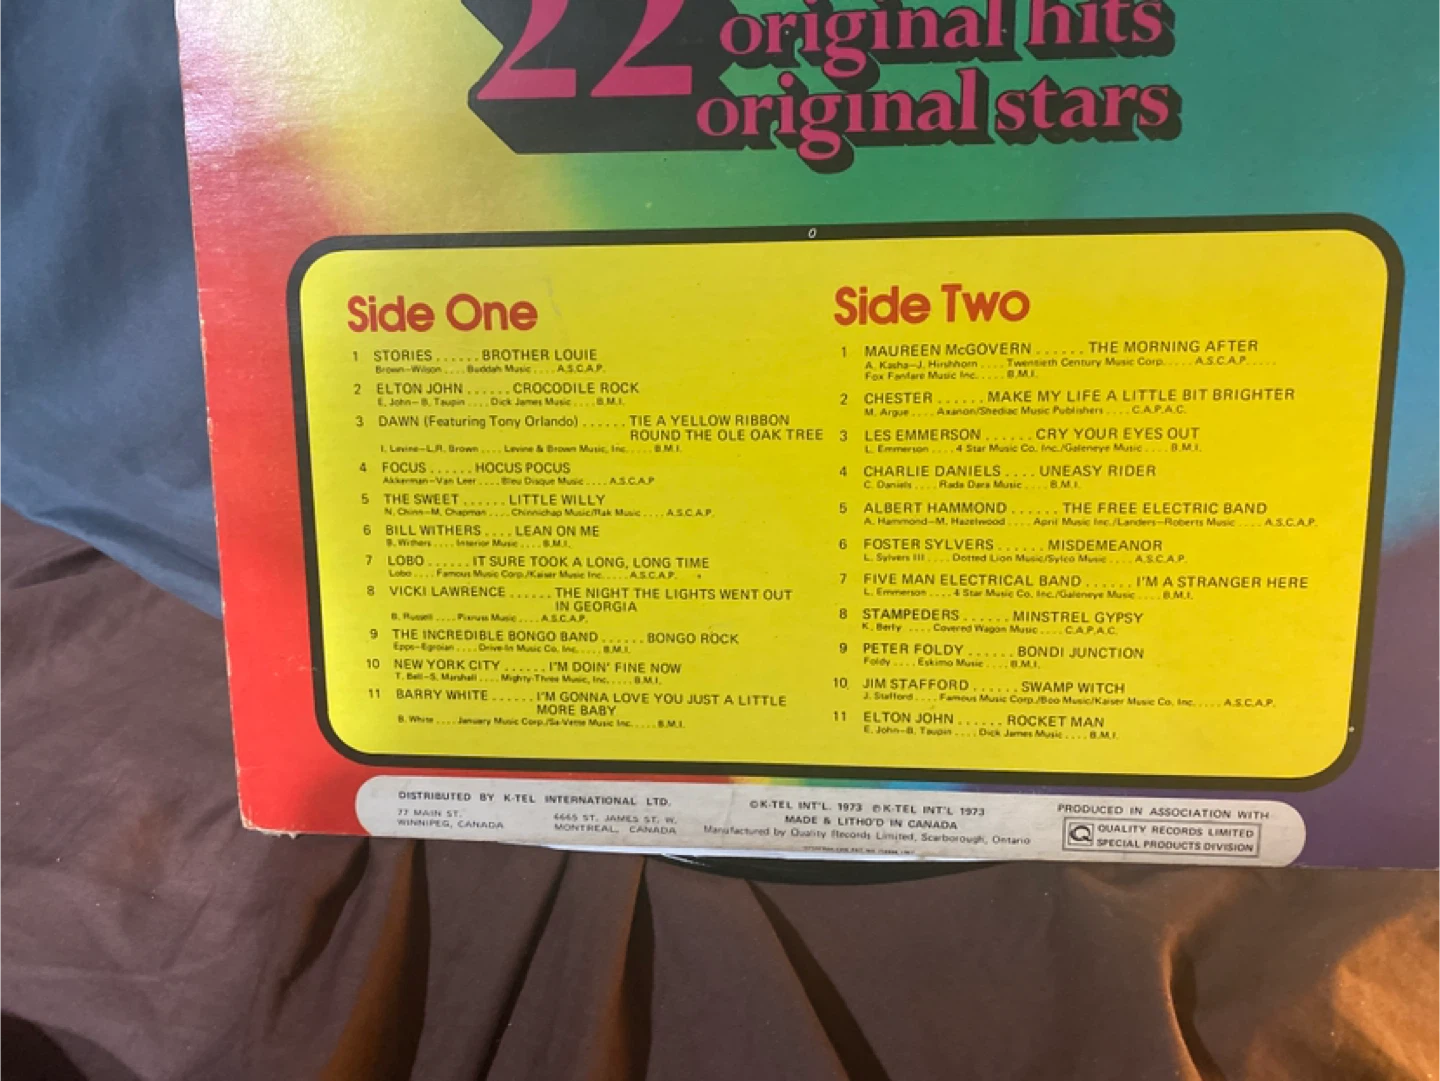 22 original hits
original stars
Side One
1 STORIES ...... BROTHER LOUIE
Brown-Wilson .... Buddah Music .... A.S.C.A.P.
2 ELTON JOHN ...... CROCODILE ROCK
E. John-B. Taupin .... Dick James Music .... B.M.I.
3 DAWN (Featuring Tony Orlando) ...... TIE A YELLOW RIBBON
ROUND THE OLE OAK TREE
I. Levine-L.R. Brown .... Levine & Brown Music, Inc. .... B.M.I.
4 FOCUS ...... HOCUS POCUS
Akkerman-Van Leer .... Bleu Disque Music .... A.S.C.A.P
5 THE SWEET ...... LITTLE WILLY
N. Chinn-M. Chapman .... Chinnichap Music/Rak Music .... A.S.C.A.P.
6 BILL WITHERS .... LEAN ON ME
B. Withers .... Interior Music .... B.M.I.
7 LOBO ...... IT SURE TOOK A LONG, LONG TIME
Lobo .... Famous Music Corp./Kaiser Music Inc. .... A.S.C.A.P.
8 VICKI LAWRENCE ...... THE NIGHT THE LIGHTS WENT OUT
IN GEORGIA
B. Russell .... Pixruss Music .... A.S.C.A.P.
9 THE INCREDIBLE BONGO BAND ...... BONGO ROCK
Epps-Egroian .... Drive-In Music Co. Inc. .... B.M.I.
10 NEW YORK CITY ...... I'M DOIN' FINE NOW
T. Bell-S. Marshall .... Mighty-Three Music, Inc. .... B.M.I.
11 BARRY WHITE ...... I'M GONNA LOVE YOU JUST A LITTLE
MORE BABY
B. White .... January Music Corp./Sa-Vette Music Inc. .... B.M.I.
Side Two
1 MAUREEN McGOVERN ...... THE MORNING AFTER
A. Kasha-J. Hirshhorn .... Twentieth Century Music Corp. .... A.S.C.A.P. ....
Fox Fanfare Music Inc. .... B.M.I.
2 CHESTER ...... MAKE MY LIFE A LITTLE BIT BRIGHTER
M. Argue .... Axanon/Shediac Music Publishers .... C.A.P.A.C.
3 LES EMMERSON ...... CRY YOUR EYES OUT
L. Emmerson .... 4 Star Music Co. Inc./Galeneye Music .... B.M.I.
4 CHARLIE DANIELS .... UNEASY RIDER
C. Daniels .... Rada Dara Music .... B.M.I.
5 ALBERT HAMMOND ...... THE FREE ELECTRIC BAND
A. Hammond-M. Hazelwood .... April Music Inc./Landers-Roberts Music .... A.S.C.A.P.
6 FOSTER SYLVERS ...... MISDEMEANOR
L. Sylvers III .... Dotted Lion Music/Sylco Music .... A.S.C.A.P.
7 FIVE MAN ELECTRICAL BAND ...... I'M A STRANGER HERE
L. Emmerson .... 4 Star Music Co. Inc./Galeneye Music .... B.M.I.
8 STAMPEDERS ...... MINSTREL GYPSY
K. Berly .... Covered Wagon Music .... C.A.P.A.C.
9 PETER FOLDY ...... BONDI JUNCTION
Foldy .... Eskimo Music .... B.M.I.
10 JIM STAFFORD ...... SWAMP WITCH
J. Stafford .... Famous Music Corp./Boo Music/Kaiser Music Co. Inc. .... A.S.C.A.P.
11 ELTON JOHN ...... ROCKET MAN
E. John-B. Taupin .... Dick James Music .... B.M.I.
DISTRIBUTED BY K-TEL INTERNATIONAL LTD.
77 MAIN ST.
WINNIPEG, CANADA
4665 ST. JAMES ST. W.
MONTREAL, CANADA
© K-TEL INT'L. 1973 ℗ K-TEL INT'L 1973
MADE & LITHO'D IN CANADA
Manufactured by Quality Records Limited, Scarborough, Ontario
PRODUCED IN ASSOCIATION WITH
Q QUALITY RECORDS LIMITED
SPECIAL PRODUCTS DIVISION